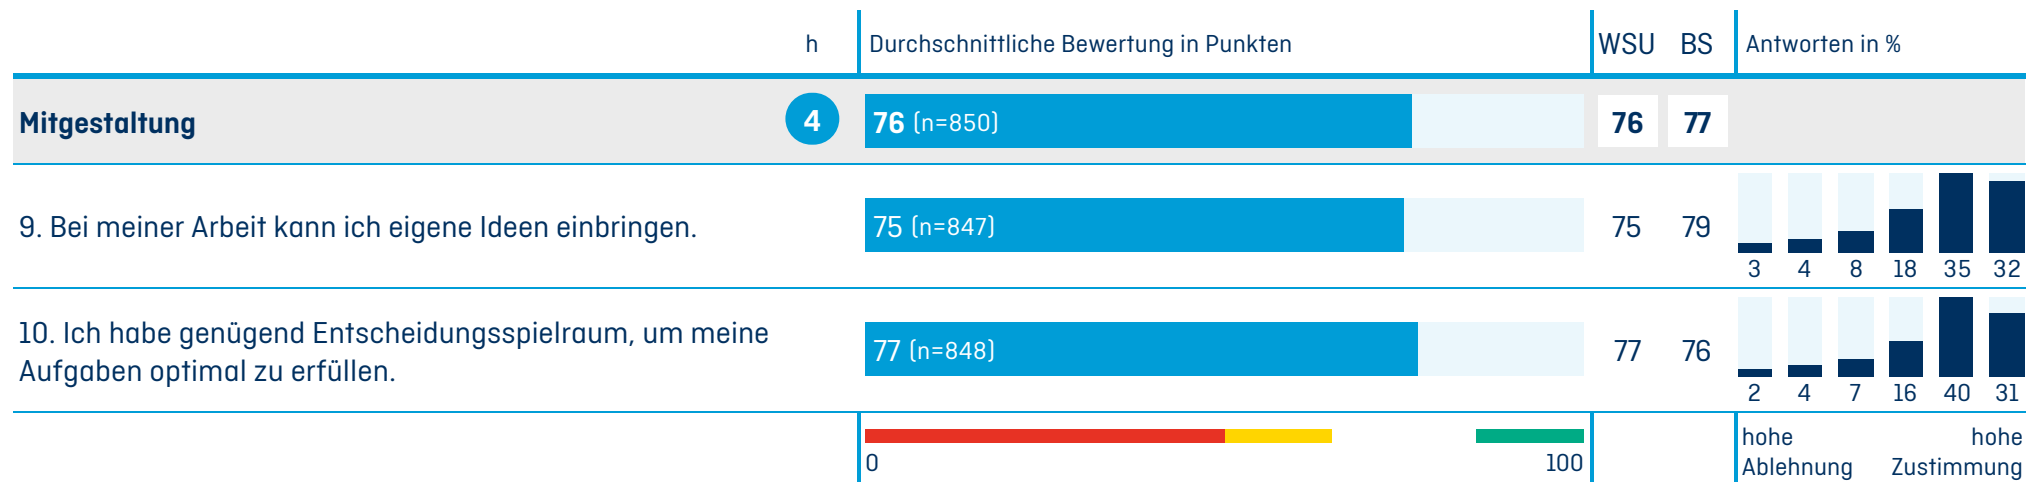 h Durchschnittliche Bewertung in Punkten WSU BS Antworten in %
Mitgestaltung 4 76 (n=850) 76 77
9. Bei meiner Arbeit kann ich eigene Ideen einbringen. 75 (n=847) 75 79
3 4 8 18 35 32
10. Ich habe genügend Entscheidungsspielraum, um meine
Aufgaben optimal zu erfüllen. 77 (n=848) 77 76
2 4 7 16 40 31
0 100
hohe hohe
Ablehnung Zustimmung